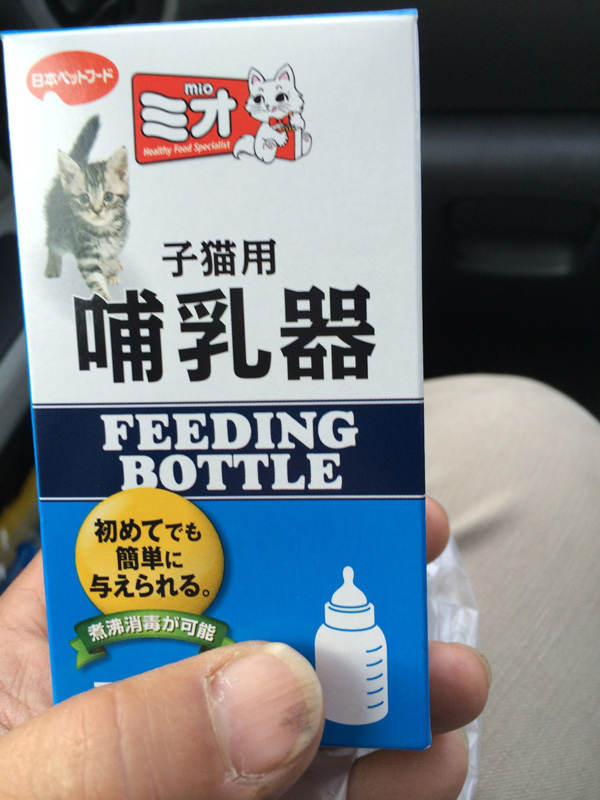 日本ペットフード
mio
ミオ
Healthy Food Specialist
子猫用
哺乳器
FEEDING
BOTTLE
初めてでも
簡単に
与えられる。
煮沸消毒が可能